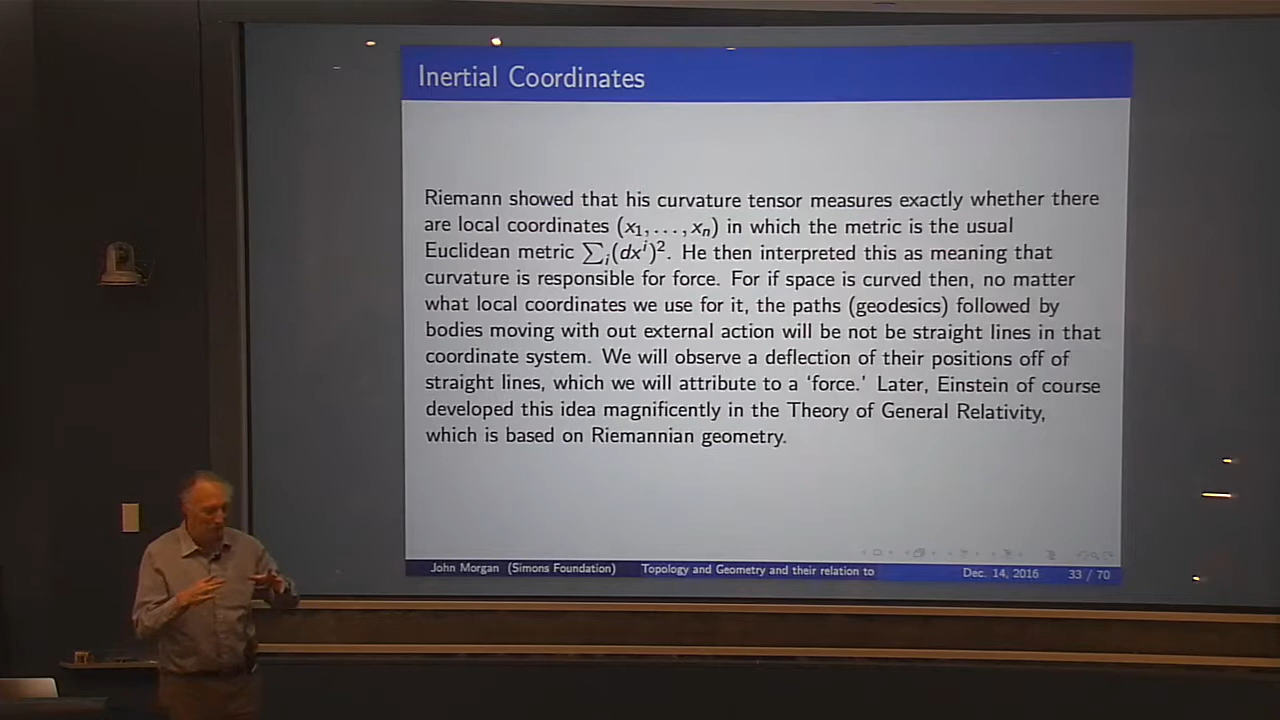 Inertial Coordinates
Riemann showed that his curvature tensor measures exactly whether there
are local coordinates (x₁, . . . , xₙ) in which the metric is the usual
Euclidean metric ∑ᵢ(dxⁱ)². He then interpreted this as meaning that
curvature is responsible for force. For if space is curved then, no matter
what local coordinates we use for it, the paths (geodesics) followed by
bodies moving with out external action will be not be straight lines in that
coordinate system. We will observe a deflection of their positions off of
straight lines, which we will attribute to a ‘force.’ Later, Einstein of course
developed this idea magnificently in the Theory of General Relativity,
which is based on Riemannian geometry.
John Morgan (Simons Foundation) Topology and Geometry and their relation to Dec. 14, 2016 33 / 70